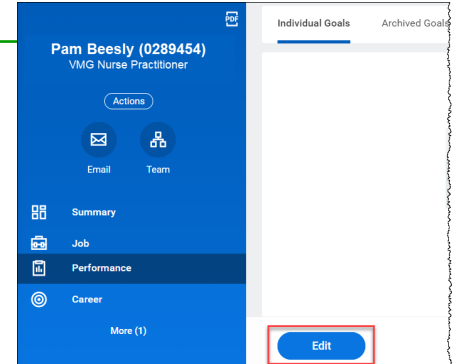 PDF
Pam Beesly (0289454)
VMG Nurse Practitioner
Actions
Email
Team
Summary
Job
Performance
Career
More (1)
Individual Goals
Archived Goals
Edit